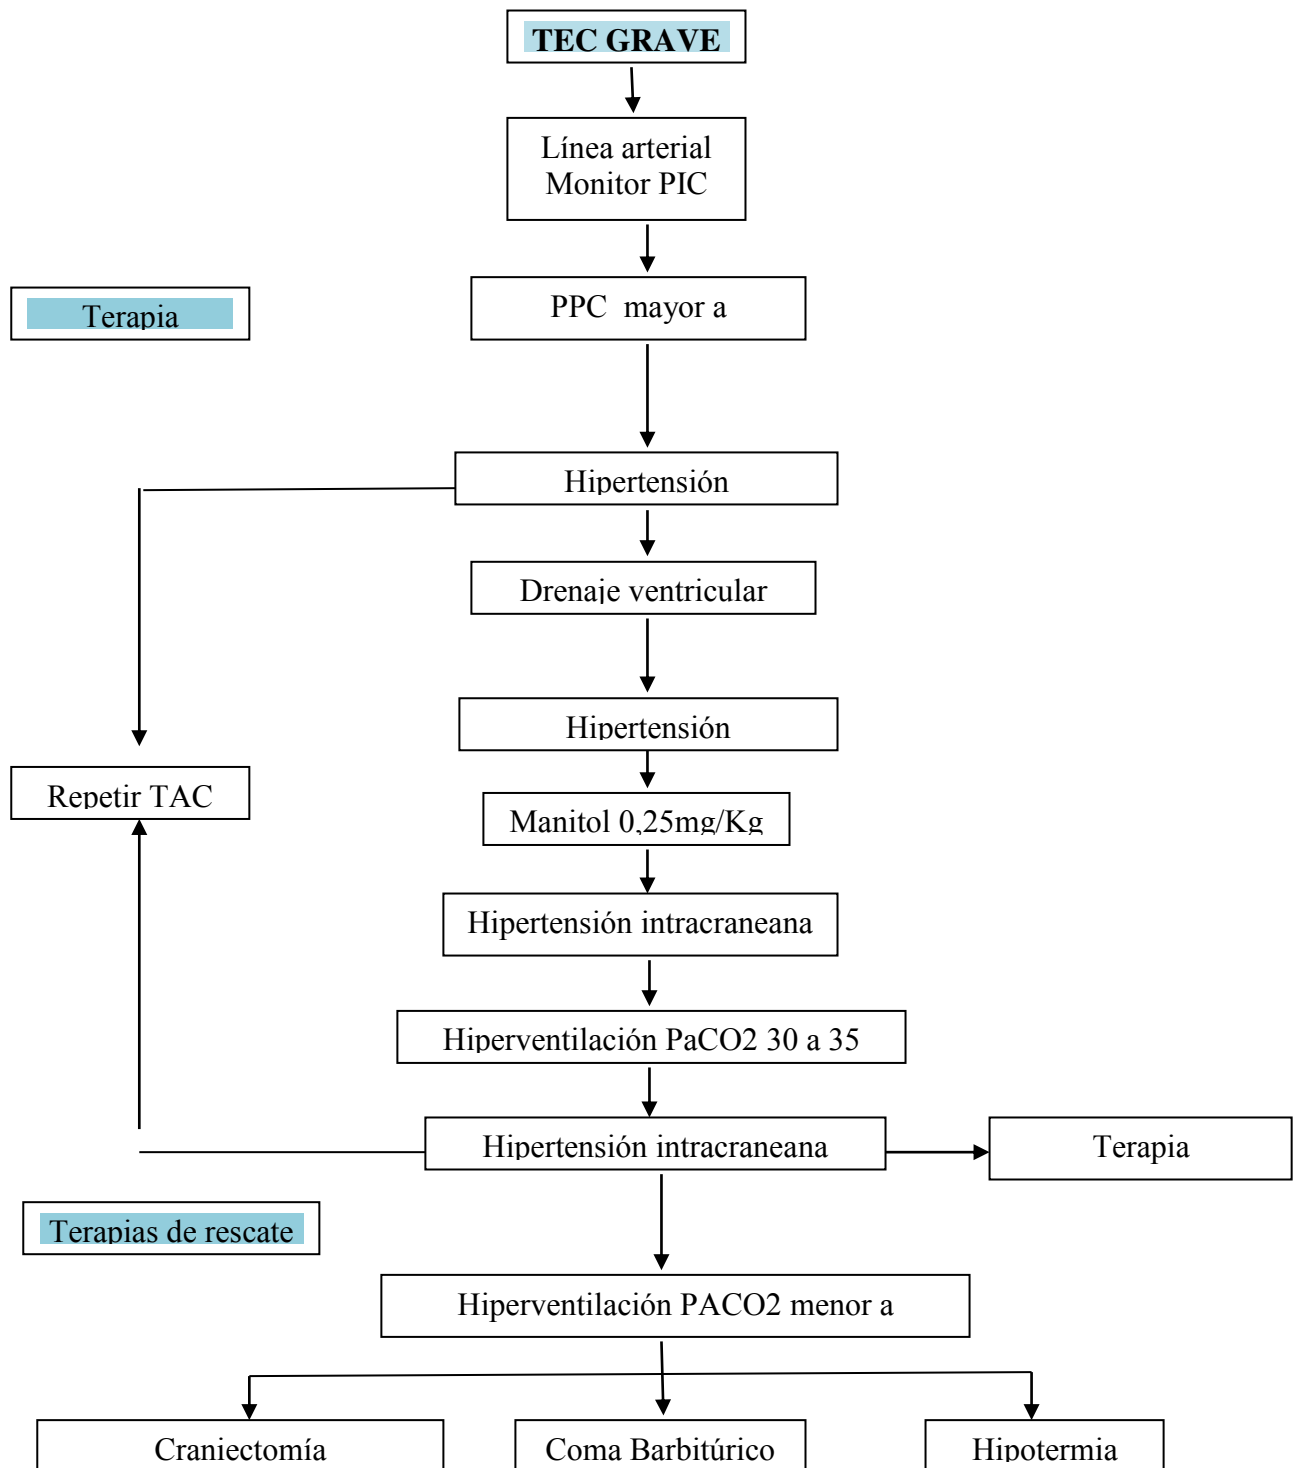 TEC GRAVE
Línea arterial
Monitor PIC
PPC  mayor a
Terapia
Hipertensión
Drenaje ventricular
Hipertensión
Repetir TAC
Manitol 0,25mg/Kg
Hipertensión intracraneana
Hiperventilación PaCO2 30 a 35
Hipertensión intracraneana
Terapia
Terapias de rescate
Hiperventilación PACO2 menor a
Craniectomía
Coma Barbitúrico
Hipotermia